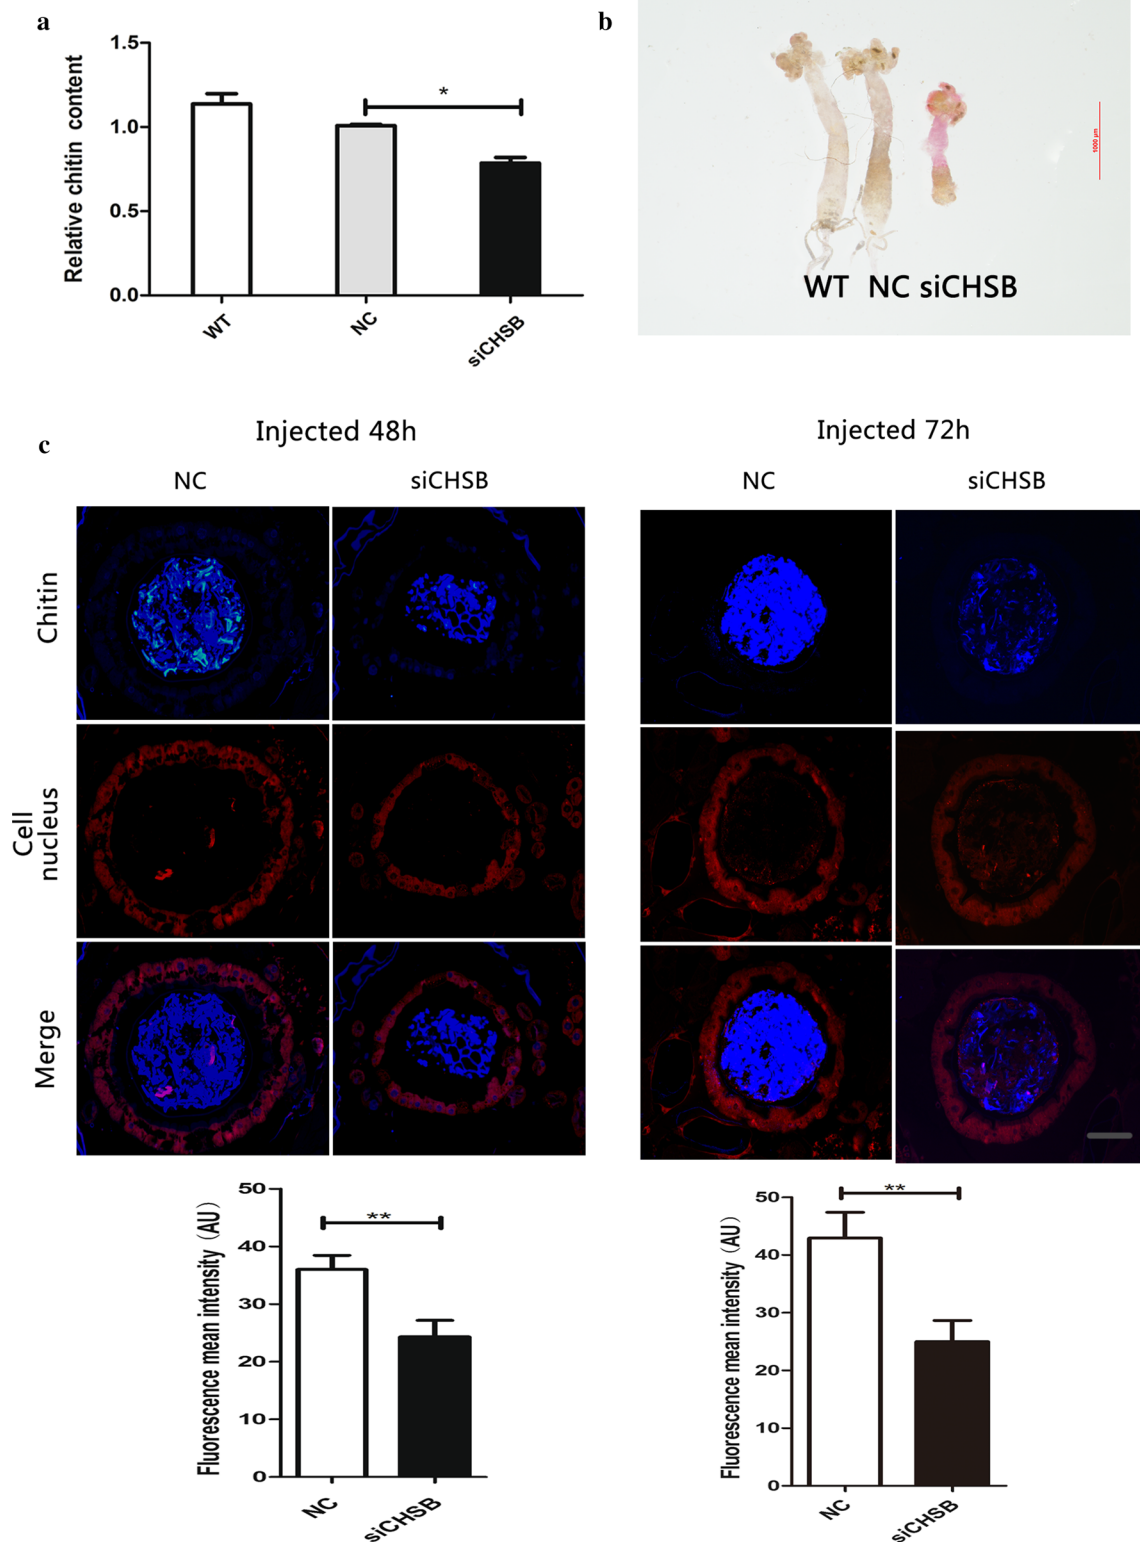 a
Relative chitin content
1.5
1.0
0.5
0.0
*
WT
NC
siCHSB
b
1000 μm
WT NC siCHSB
c
Injected 48h
Injected 72h
NC
siCHSB
NC
siCHSB
Chitin
Cell
nucleus
Merge
Fluorescence mean intensity (AU)
50
40
30
20
10
0
**
NC
siCHSB
Fluorescence mean intensity (AU)
50
40
30
20
10
0
**
NC
siCHSB